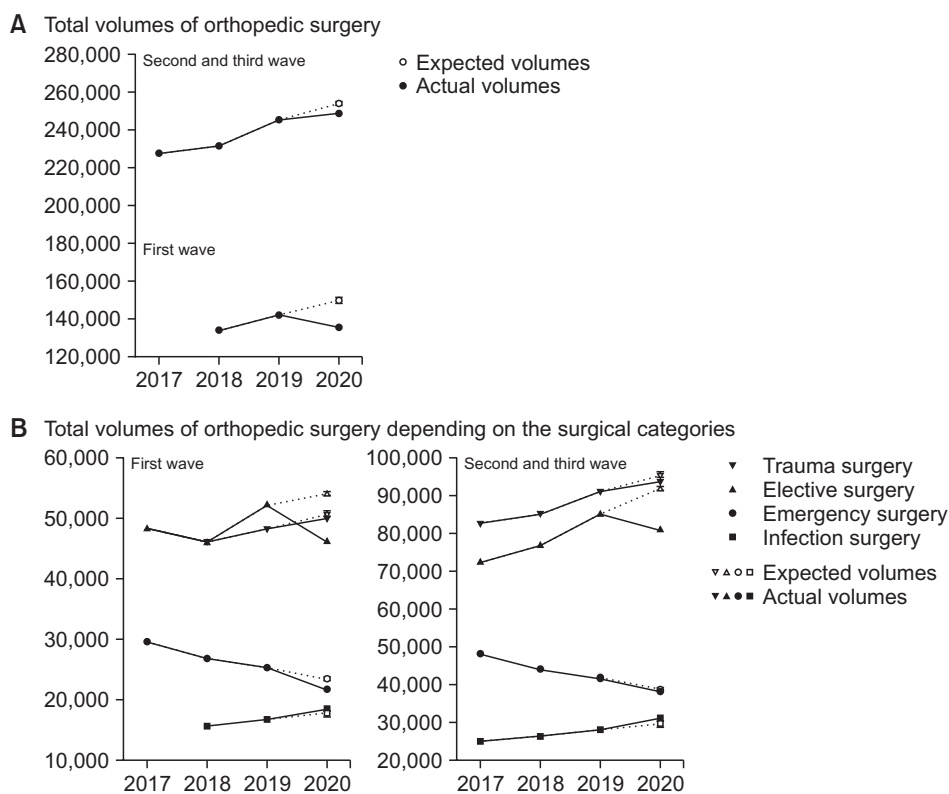 A Total volumes of orthopedic surgery
280,000
260,000
240,000
220,000
200,000
180,000
160,000
140,000
120,000
Second and third wave
First wave
2017 2018 2019 2020
Expected volumes
Actual volumes
B Total volumes of orthopedic surgery depending on the surgical categories
60,000
50,000
40,000
30,000
20,000
10,000
First wave
2017 2018 2019 2020
100,000
90,000
80,000
70,000
60,000
50,000
40,000
30,000
20,000
Second and third wave
2017 2018 2019 2020
Trauma surgery
Elective surgery
Emergency surgery
Infection surgery
Expected volumes
Actual volumes